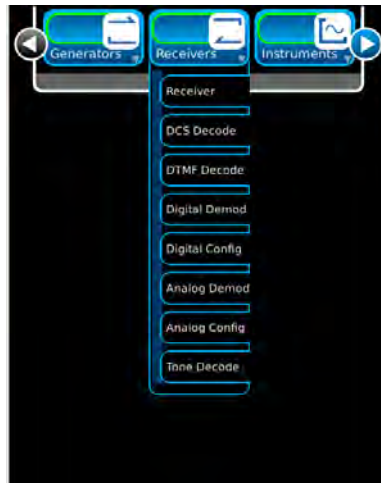 Generators Receivers Instruments
Receiver
DCS Decode
DTMF Decode
Digital Demod
Digital Config
Analog Demod
Analog Config
Tone Decode